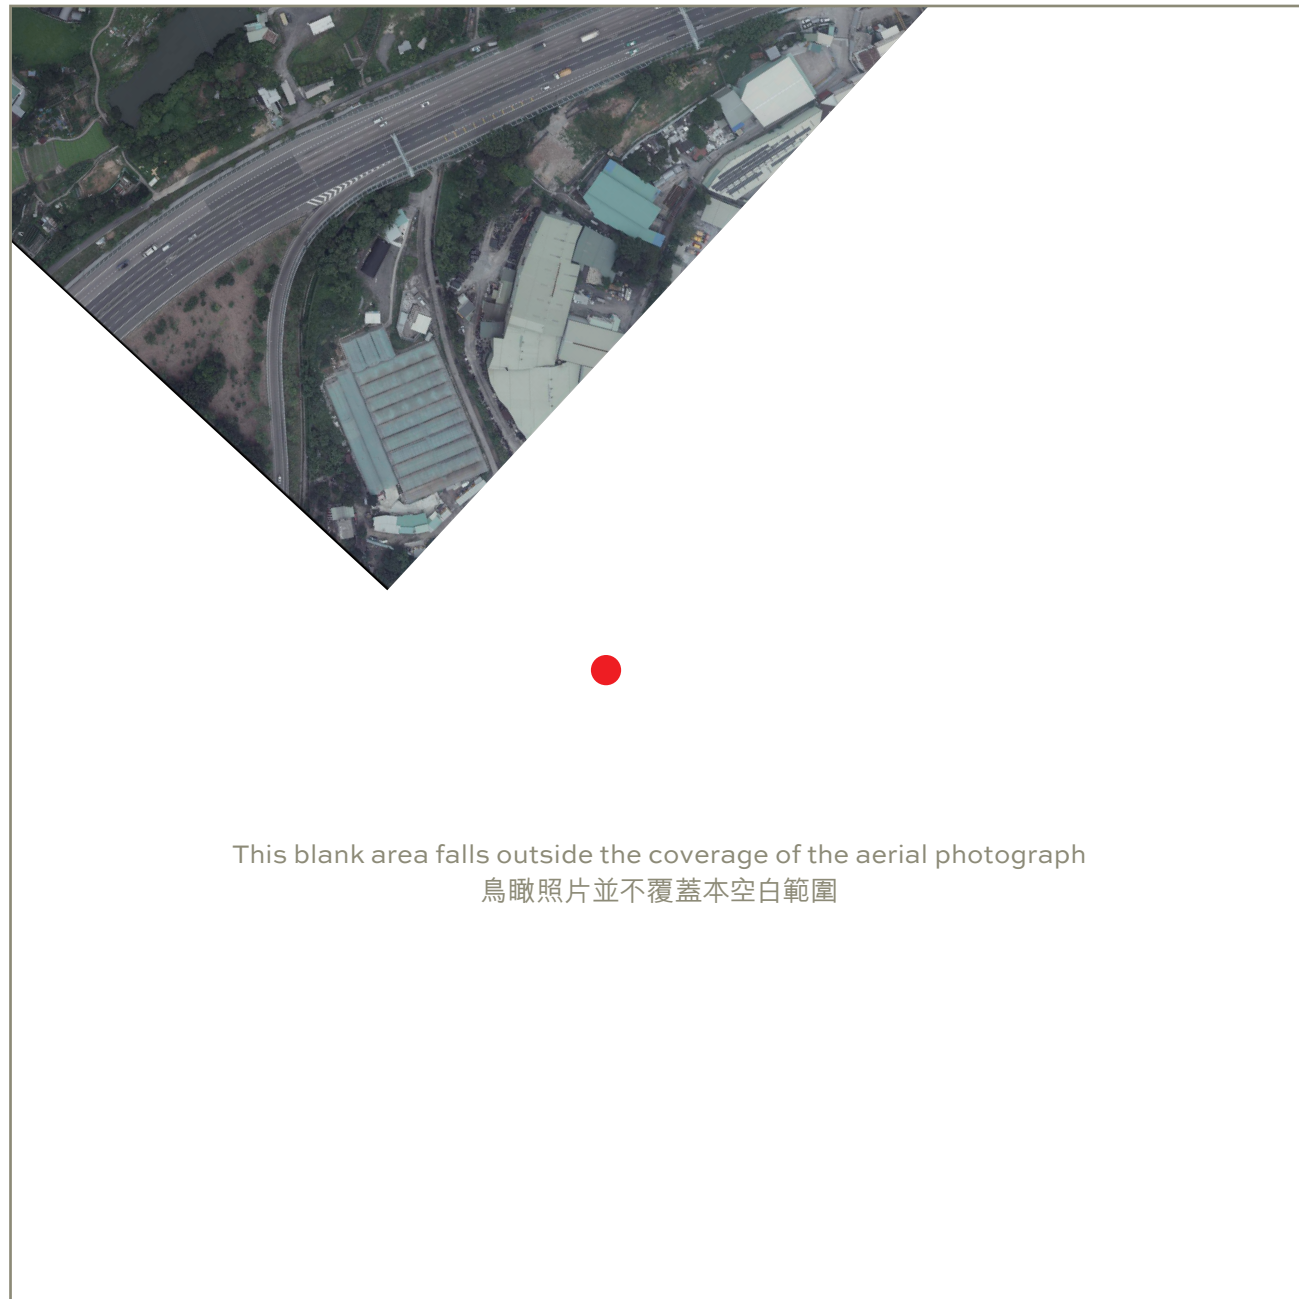 This blank area falls outside the coverage of the aerial photograph
鳥瞰照片並不覆蓋本空白範圍